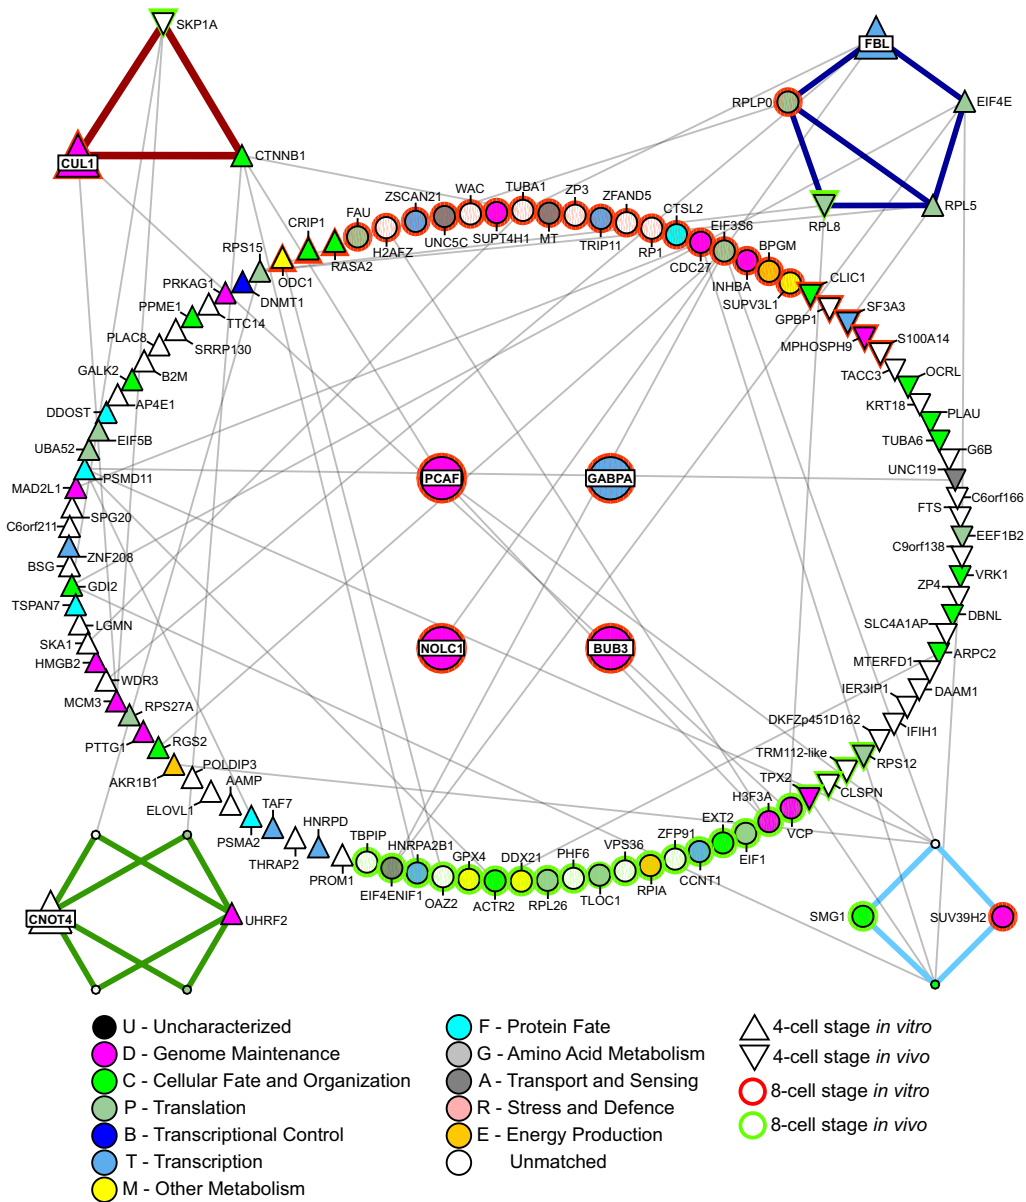 SKP1A
FBL
RPLP0
EIF4E
CUL1
CTNNB1
RPL8
RPL5
ZSCAN21
WAC
TUBA1
ZP3
ZFAND5
CTSL2
FAU
CRIP1
EIF3S6
BPGM
UNC5C
SUPT4H1
MT
TRIP11
RP1
CDC27
INHBA
SUPV3L1
H2AFZ
RASA2
RPS15
ODC1
CLIC1
GPBP1
SF3A3
PRKAG1
DNMT1
PPME1
TTC14
MPHOSPH9
S100A14
PLAC8
SRRP130
TACC3
OCRL
GALK2
B2M
KRT18
PLAU
DDOST
AP4E1
TUBA6
G6B
EIF5B
UBA52
UNC119
PSMD11
MAD2L1
PCAF
GABPA
C6orf166
SPG20
FTS
C6orf211
EEF1B2
ZNF208
C9orf138
BSG
VRK1
GDI2
ZP4
TSPAN7
DBNL
LGMN
SLC4A1AP
SKA1
NOLC1
BUB3
ARPC2
HMGB2
MTERFD1
WDR3
IER3IP1
DAAM1
MCM3
RPS27A
DKFZp451D162
IFIH1
PTTG1
RGS2
TRM112-like
RPS12
AKR1B1
POLDIP3
TPX2
CLSPN
ELOVL1
AAMP
H3F3A
VCP
PSMA2
TAF7
HNRPD
EXT2
EIF1
THRAP2
TBPIP
HNRPA2B1
GPX4
DDX21
PHF6
VPS36
ZFP91
CCNT1
PROM1
EIF4ENIF1
OAZ2
ACTR2
RPL26
TLOC1
RPIA
CNOT4
UHRF2
SMG1
SUV39H2
U - Uncharacterized
D - Genome Maintenance
C - Cellular Fate and Organization
P - Translation
B - Transcriptional Control
T - Transcription
M - Other Metabolism
F - Protein Fate
G - Amino Acid Metabolism
A - Transport and Sensing
R - Stress and Defence
E - Energy Production
Unmatched
4-cell stage in vitro
4-cell stage in vivo
8-cell stage in vitro
8-cell stage in vivo